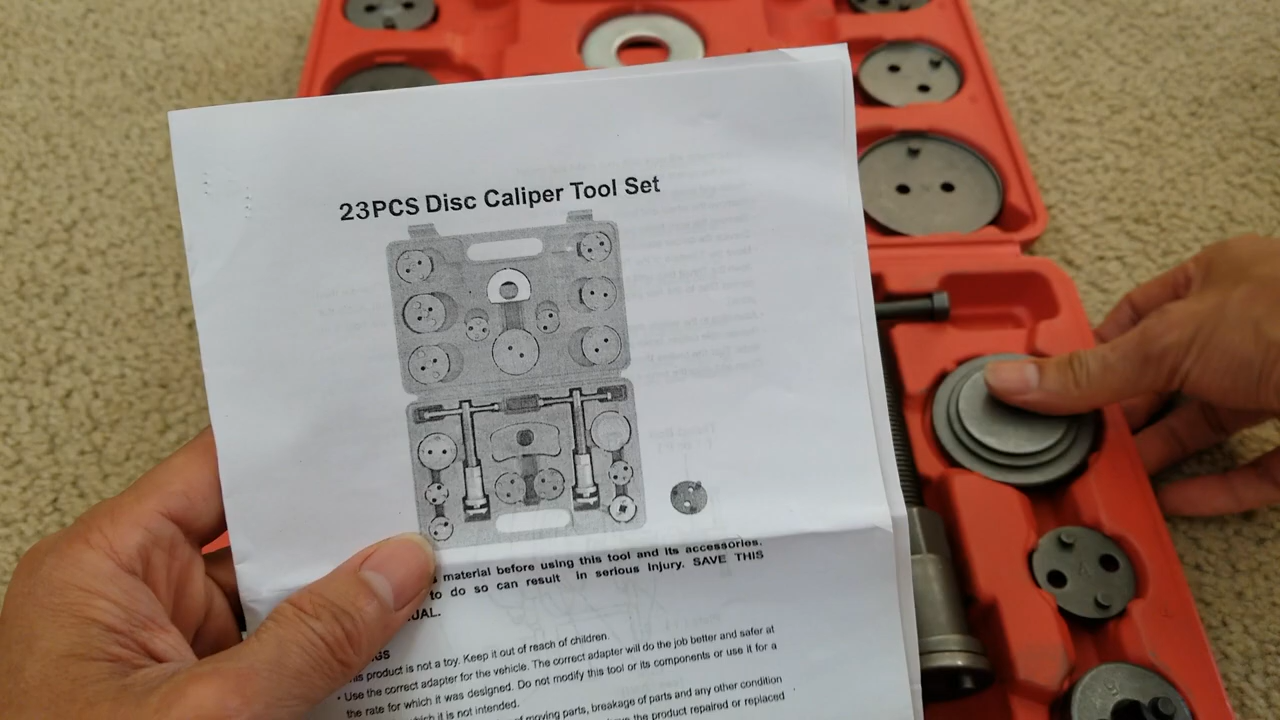 23PCS Disc Caliper Tool Set
material before using this tool and its accessories.
to do so can result in serious Injury. SAVE THIS
product is not a toy. Keep it out of reach of children.
• Use the correct adapter for the vehicle. The correct adapter will do the job better and safer at
the rate for which it was designed. Do not modify this tool or its components or use it for a
which it is not intended.
of moving parts, breakage of parts and any other condition
the product repaired or replaced